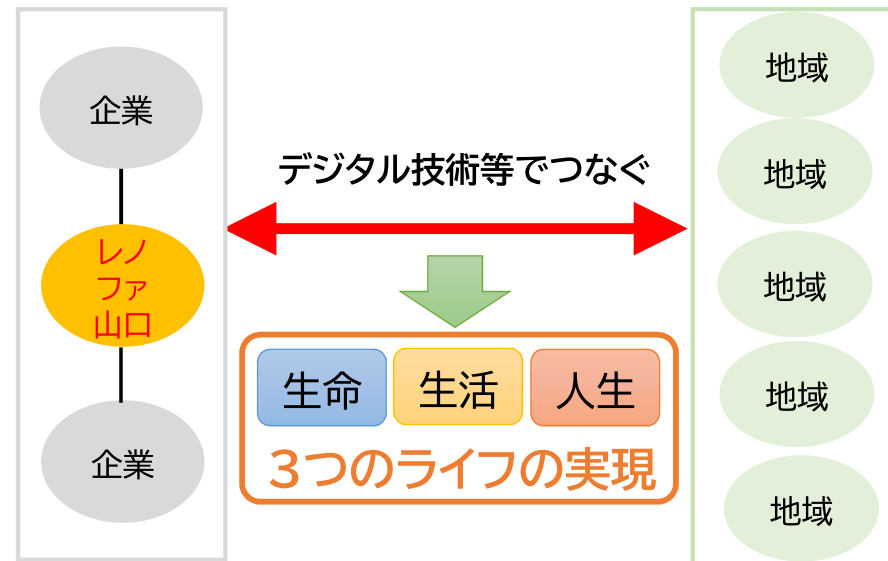 企業
レノ
ファ
山口
企業
デジタル技術等でつなぐ
生命
生活
人生
３つのライフの実現
地域
地域
地域
地域
地域